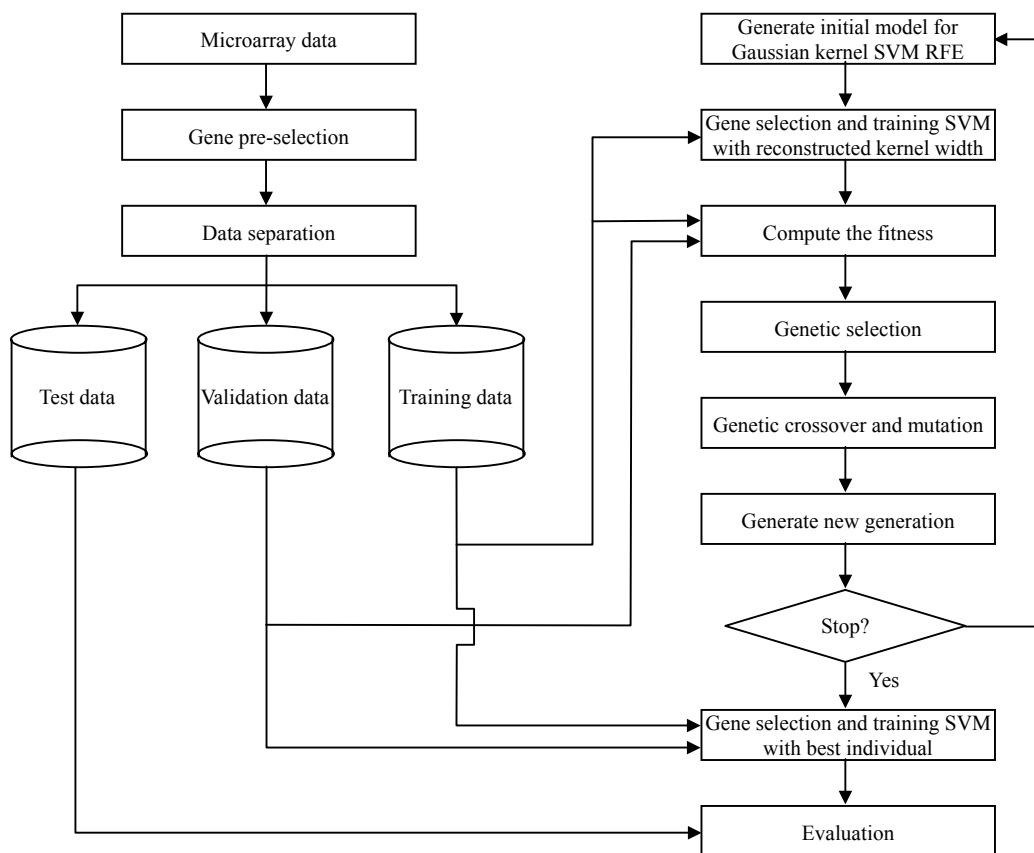 Microarray data
Gene pre-selection
Data separation
Test data
Validation data
Training data
Generate initial model for
Gaussian kernel SVM RFE
Gene selection and training SVM
with reconstructed kernel width
Compute the fitness
Genetic selection
Genetic crossover and mutation
Generate new generation
Stop?
Yes
Gene selection and training SVM
with best individual
Evaluation